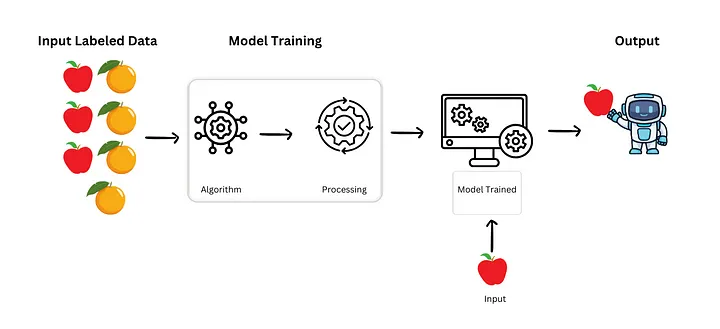 Input Labeled Data
Model Training
Output
Algorithm
Processing
Model Trained
Input